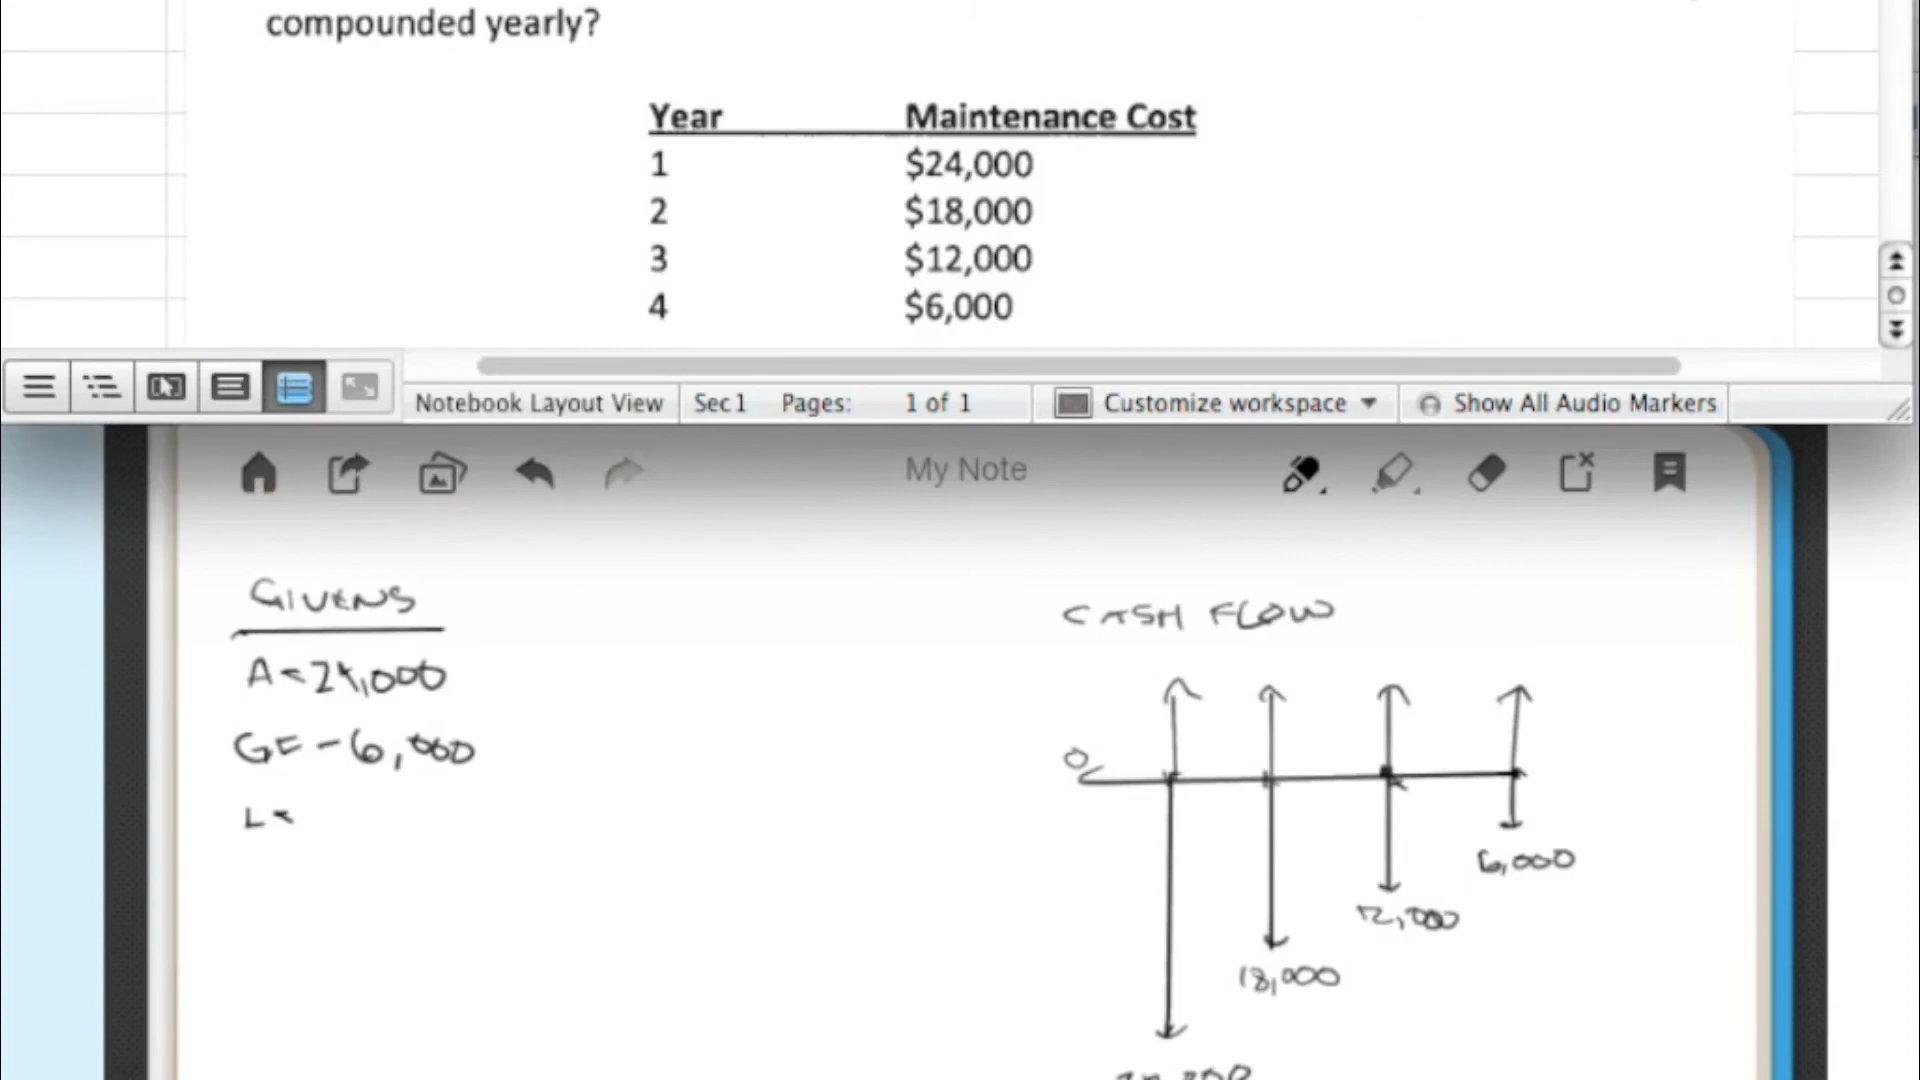 compounded yearly?
Year Maintenance Cost
1 $24,000
2 $18,000
3 $12,000
4 $6,000
Notebook Layout View Sec 1 Pages: 1 of 1 Customize workspace Show All Audio Markers
My Note
GIVENS
A = 24,000
G = -6,000
CASH FLOW
0
6,000
12,000
18,000